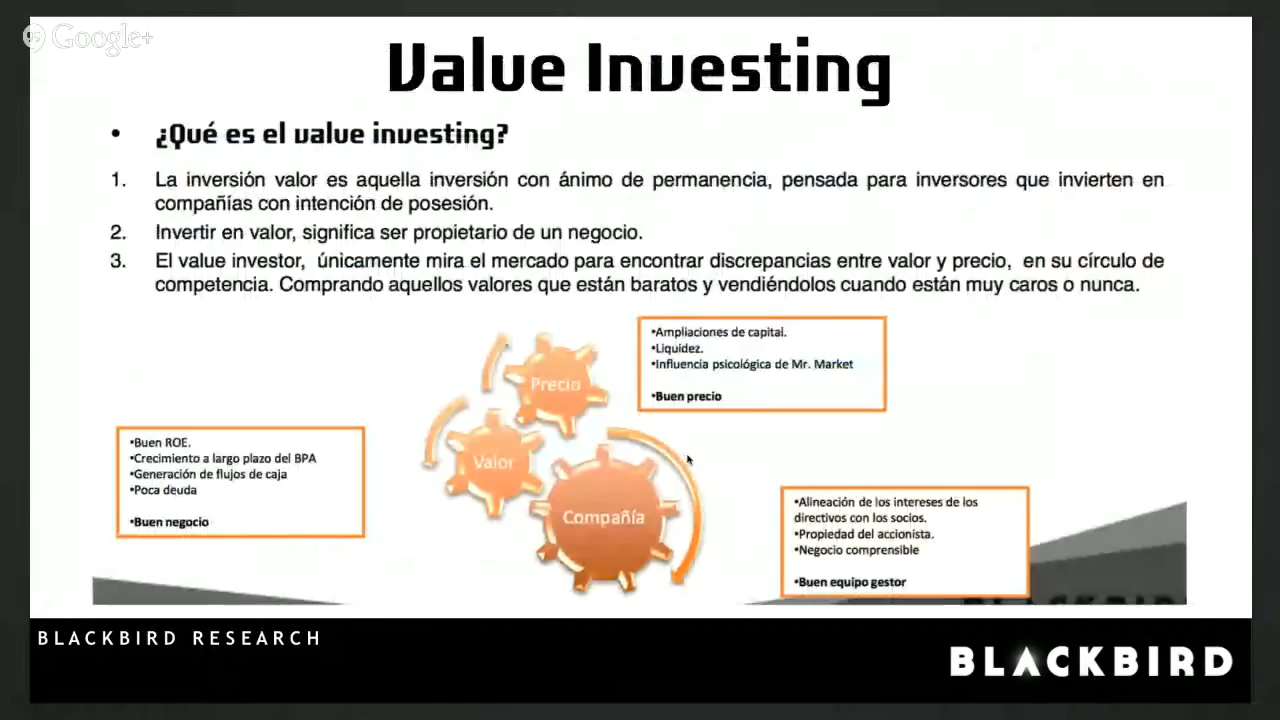 Google+
Value Investing
• ¿Qué es el value investing?
1. La inversión valor es aquella inversión con ánimo de permanencia, pensada para inversores que invierten en
compañías con intención de posesión.
2. Invertir en valor, significa ser propietario de un negocio.
3. El value investor, únicamente mira el mercado para encontrar discrepancias entre valor y precio, en su círculo de
competencia. Comprando aquellos valores que están baratos y vendiéndolos cuando están muy caros o nunca.
•Ampliaciones de capital.
•Liquidez.
•Influencia psicológica de Mr. Market
•Buen precio
Precio
•Buen ROE.
•Crecimiento a largo plazo del BPA
•Generación de flujos de caja
•Poca deuda
•Buen negocio
Valor
Compañía
•Alineación de los intereses de los
directivos con los socios.
•Propiedad del accionista.
•Negocio comprensible
•Buen equipo gestor
BLACKBIRD RESEARCH
BLACKBIRD